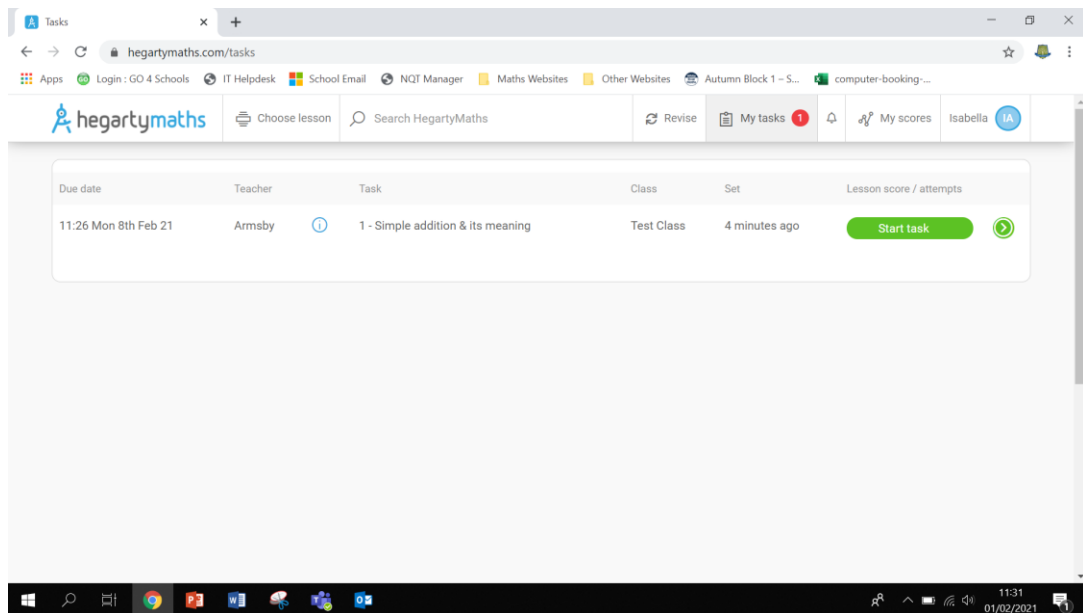 Tasks
hegartymaths.com/tasks
Apps GO Login : GO 4 Schools IT Helpdesk School Email NQT Manager Maths Websites Other Websites Autumn Block 1 – S... computer-booking-...
hegartymaths Choose lesson Search HegartyMaths Revise My tasks 1 My scores Isabella IA
Due date Teacher Task Class Set Lesson score / attempts
11:26 Mon 8th Feb 21 Armsby i 1 - Simple addition & its meaning Test Class 4 minutes ago Start task
11:31
01/02/2021